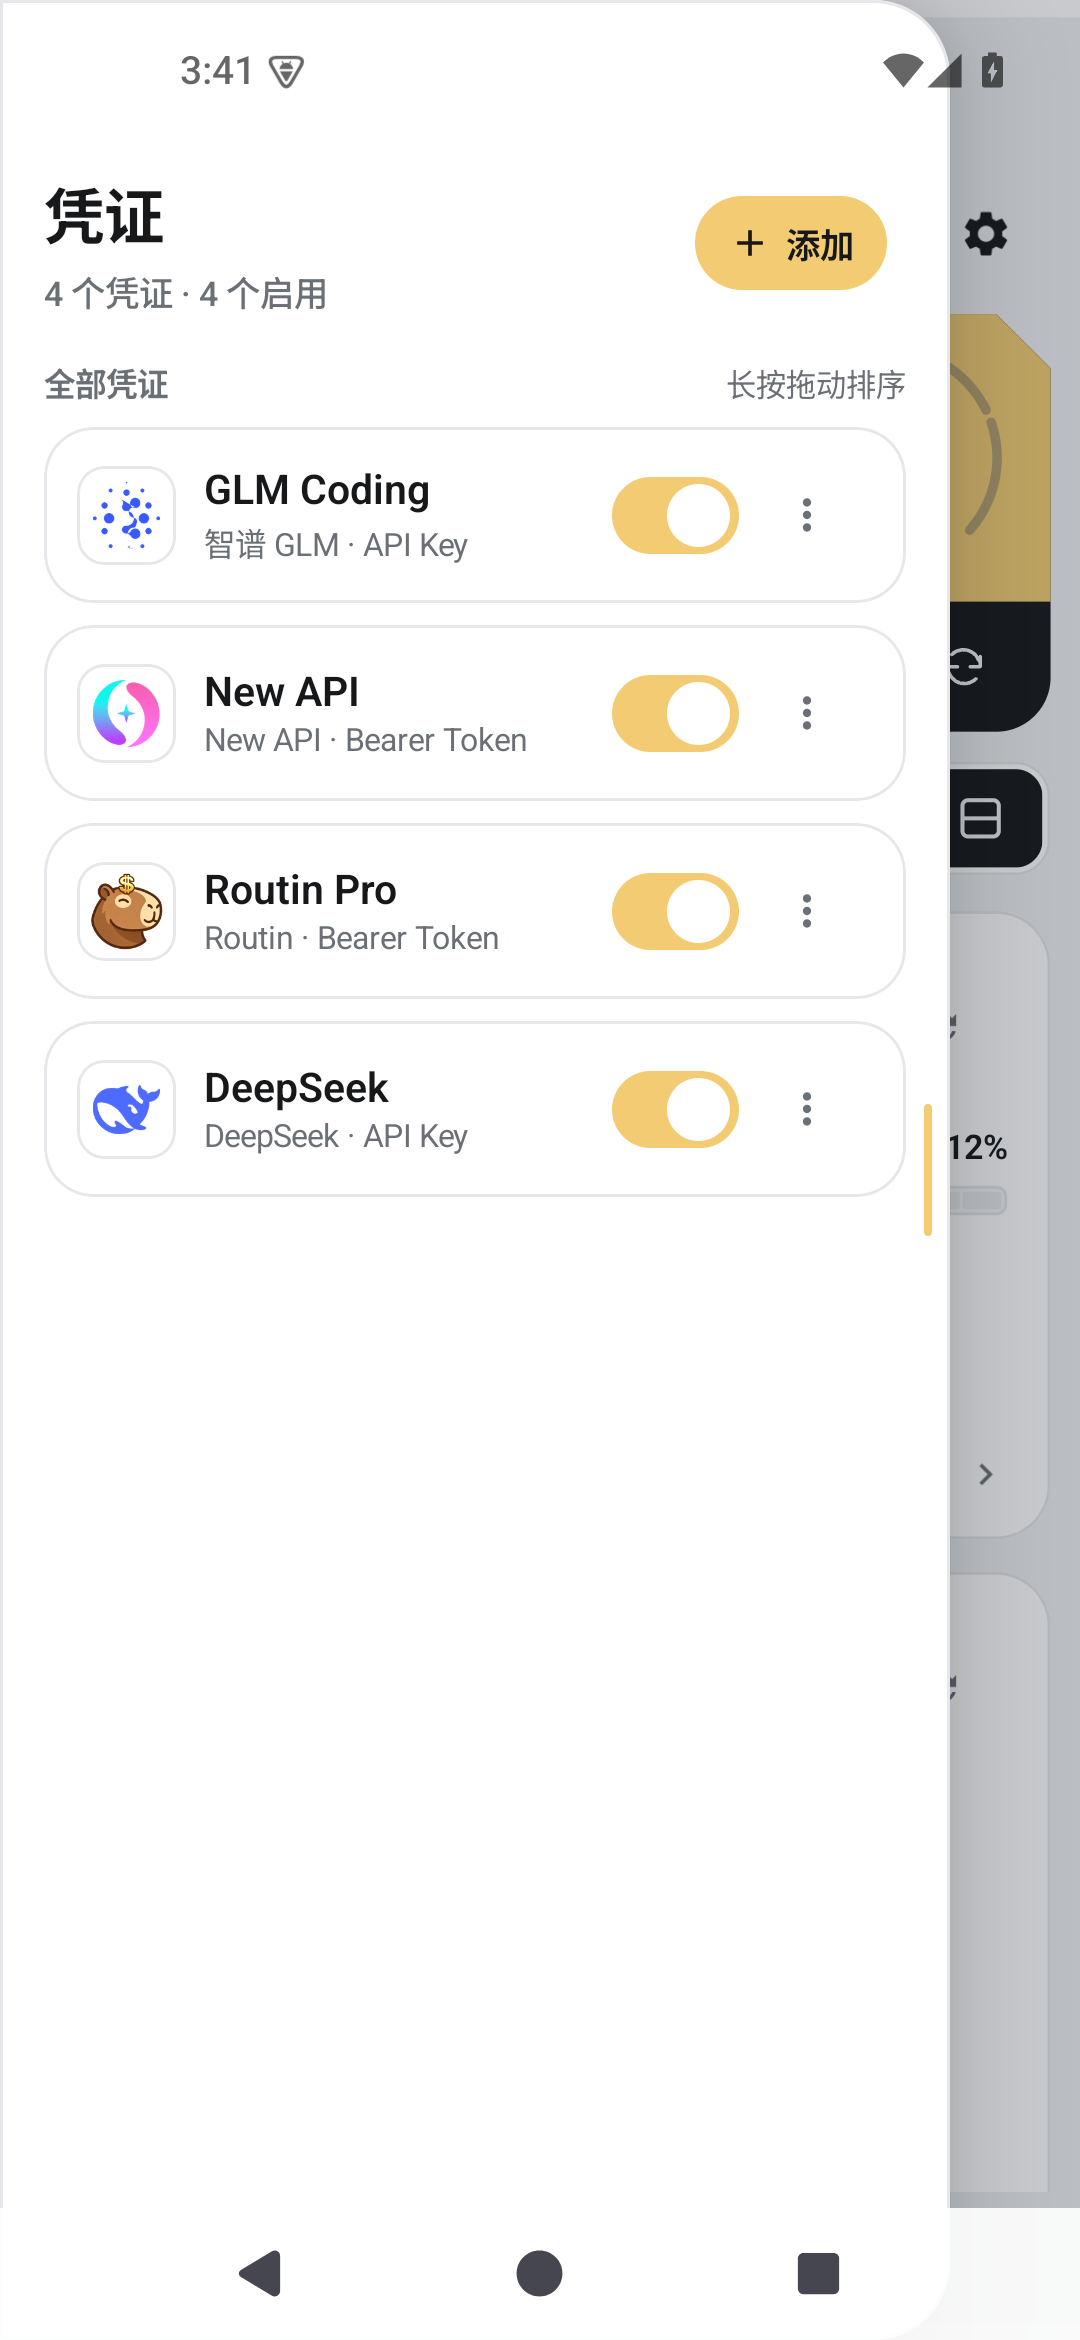 3:41
凭证
添加
4 个凭证 · 4 个启用
全部凭证
长按拖动排序
GLM Coding
智谱 GLM · API Key
New API
New API · Bearer Token
Routin Pro
Routin · Bearer Token
DeepSeek
DeepSeek · API Key
12%